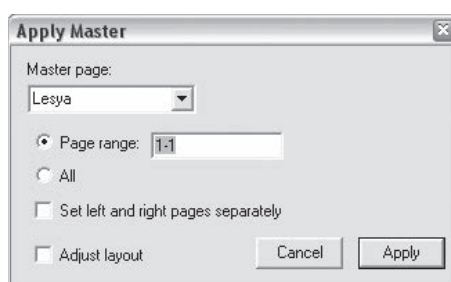 Apply Master
Master page:
Lesya
Page range: 1-1
All
Set left and right pages separately
Adjust layout Cancel Apply